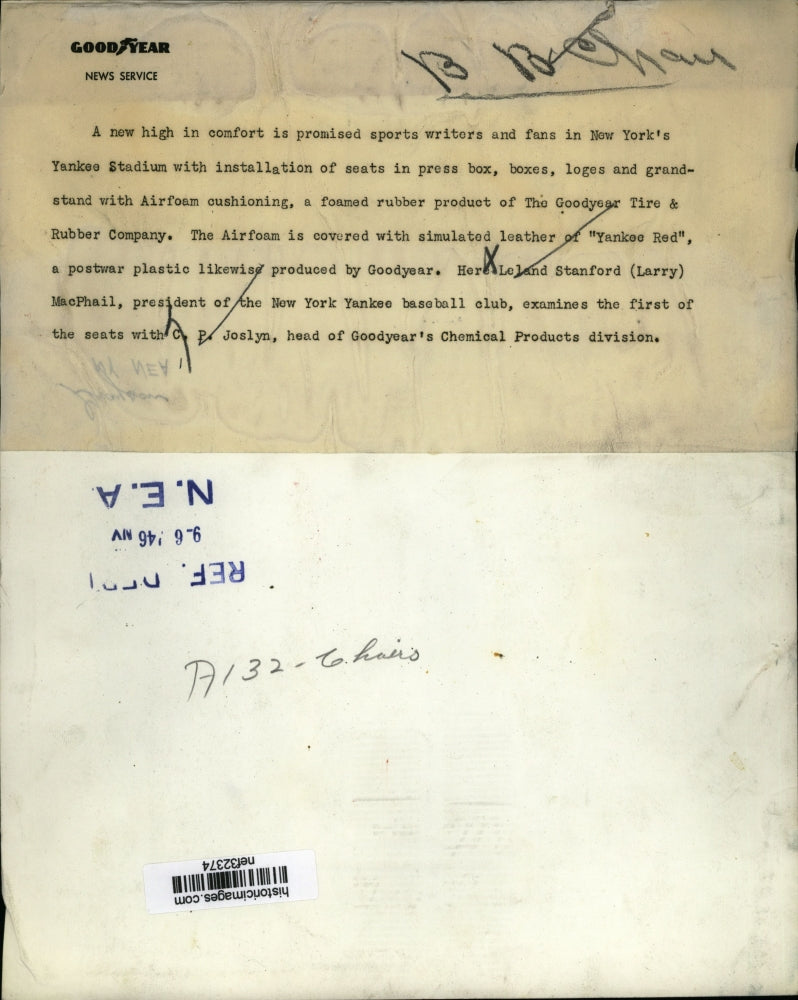 GOODYEAR
NEWS SERVICE
B B Chair
A new high in comfort is promised sports writers and fans in New York's
Yankee Stadium with installation of seats in press box, boxes, loges and grand-
stand with Airfoam cushioning, a foamed rubber product of The Goodyear Tire &
Rubber Company. The Airfoam is covered with simulated leather of "Yankee Red",
a postwar plastic likewise produced by Goodyear. Here Leland Stanford (Larry)
MacPhail, president of the New York Yankee baseball club, examines the first of
the seats with C. P. Joslyn, head of Goodyear's Chemical Products division.
NY NEA
N.E.A
9-6 '46 NV
REF. DEPT
A132-Chairs
nef32374
historicimages.com